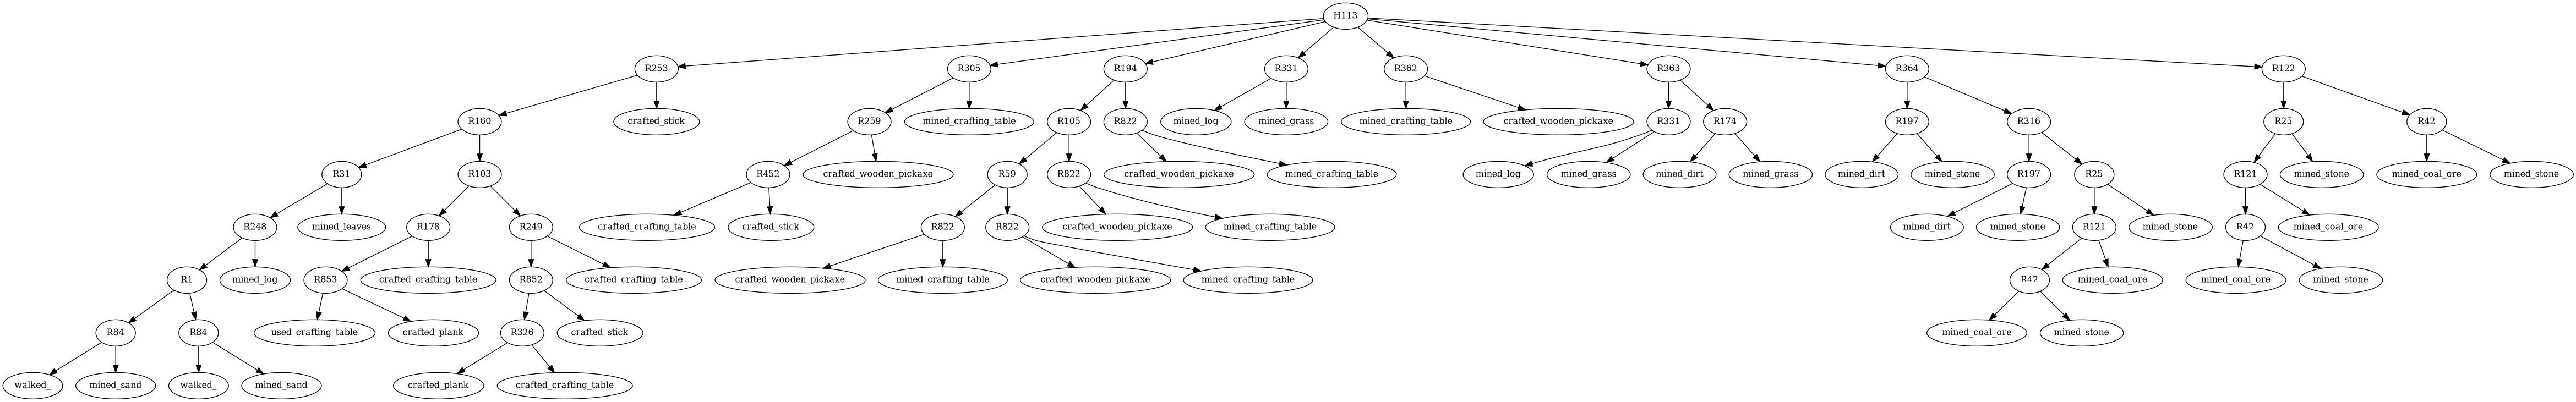 H113
R253
R305
R194
R331
R362
R363
R364
R122
R160
crafted_stick
R259
mined_crafting_table
R105
R822
mined_log
mined_grass
mined_crafting_table
crafted_wooden_pickaxe
R331
R174
R197
R316
R25
R42
R31
R103
R452
crafted_wooden_pickaxe
R59
R822
crafted_wooden_pickaxe
mined_crafting_table
mined_log
mined_grass
mined_dirt
mined_grass
mined_dirt
mined_stone
R197
R25
R121
mined_stone
mined_coal_ore
mined_stone
R248
mined_leaves
R178
R249
crafted_crafting_table
crafted_stick
R822
R822
crafted_wooden_pickaxe
mined_crafting_table
mined_dirt
mined_stone
R121
mined_stone
R42
mined_coal_ore
R1
mined_log
R853
crafted_crafting_table
R852
crafted_crafting_table
crafted_wooden_pickaxe
mined_crafting_table
crafted_wooden_pickaxe
mined_crafting_table
R42
mined_coal_ore
mined_coal_ore
mined_stone
R84
R84
used_crafting_table
crafted_plank
R326
crafted_stick
mined_coal_ore
mined_stone
walked_
mined_sand
walked_
mined_sand
crafted_plank
crafted_crafting_table